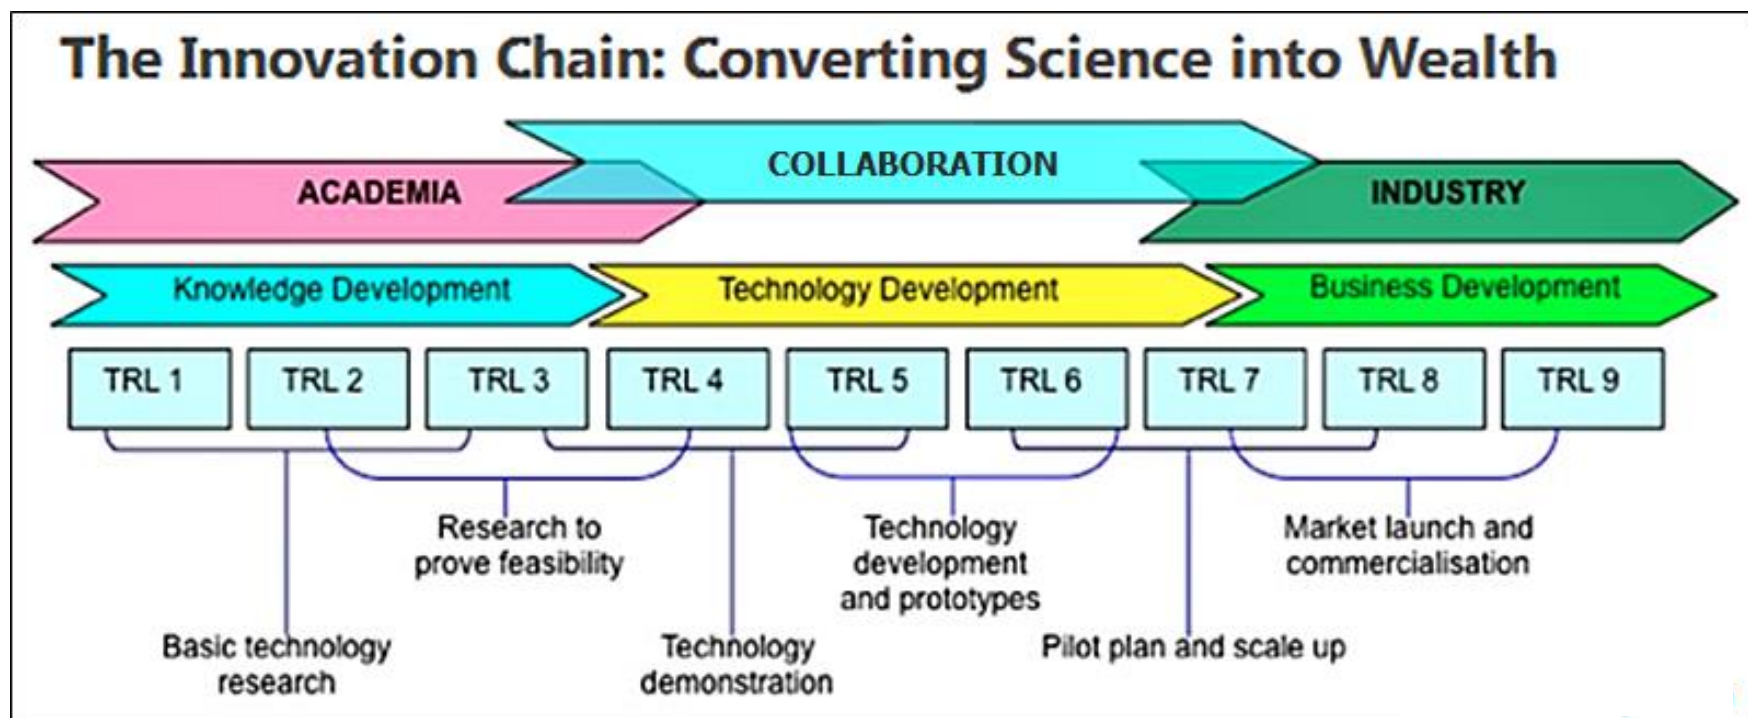 The Innovation Chain: Converting Science into Wealth
COLLABORATION
ACADEMIA
INDUSTRY
Knowledge Development
Technology Development
Business Development
TRL 1
TRL 2
TRL 3
TRL 4
TRL 5
TRL 6
TRL 7
TRL 8
TRL 9
Research to
prove feasibility
Technology
development
and prototypes
Market launch and
commercialisation
Basic technology
research
Technology
demonstration
Pilot plan and scale up